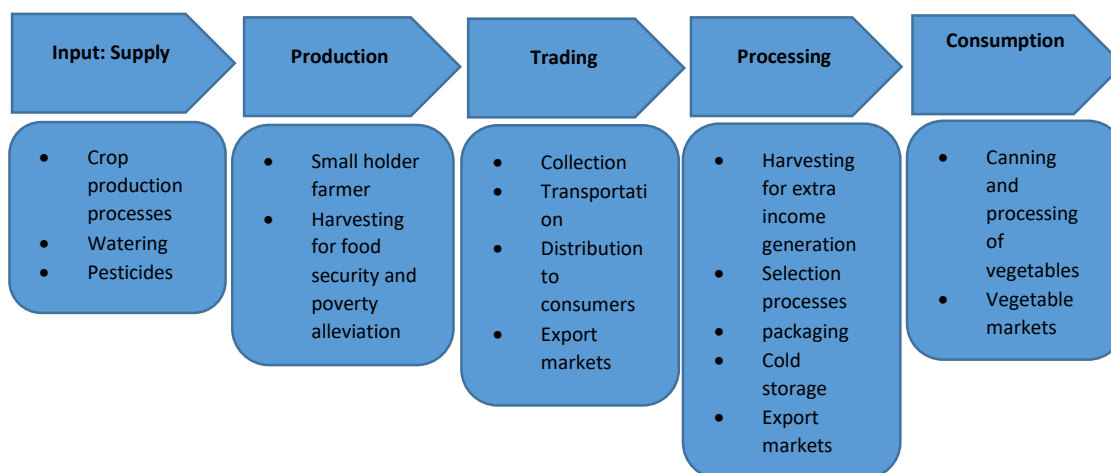 Input: Supply
Production
Trading
Processing
Consumption
• Crop
production
processes
• Watering
• Pesticides
• Small holder
farmer
• Harvesting
for food
security and
poverty
alleviation
• Collection
• Transportati
on
• Distribution
to
consumers
• Export
markets
• Harvesting
for extra
income
generation
• Selection
processes
• packaging
• Cold
storage
• Export
markets
• Canning
and
processing
of
vegetables
• Vegetable
markets